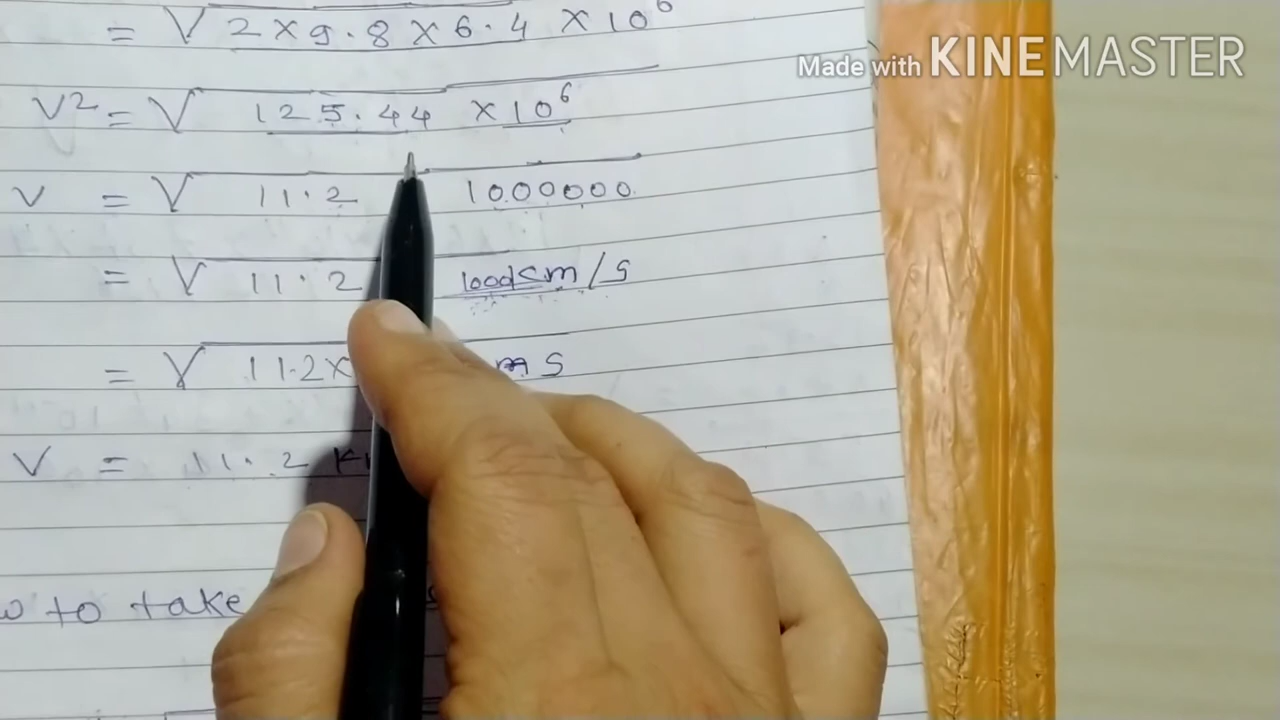 = √ 2 × 9.8 × 6.4 × 10⁶
Made with KINEMASTER
V² = √ 125.44 × 10⁶
V = √ 11.2 1000000
= √ 11.2 1000 m/s
= √ 11.2 × m s
V = 11.2 K
to take